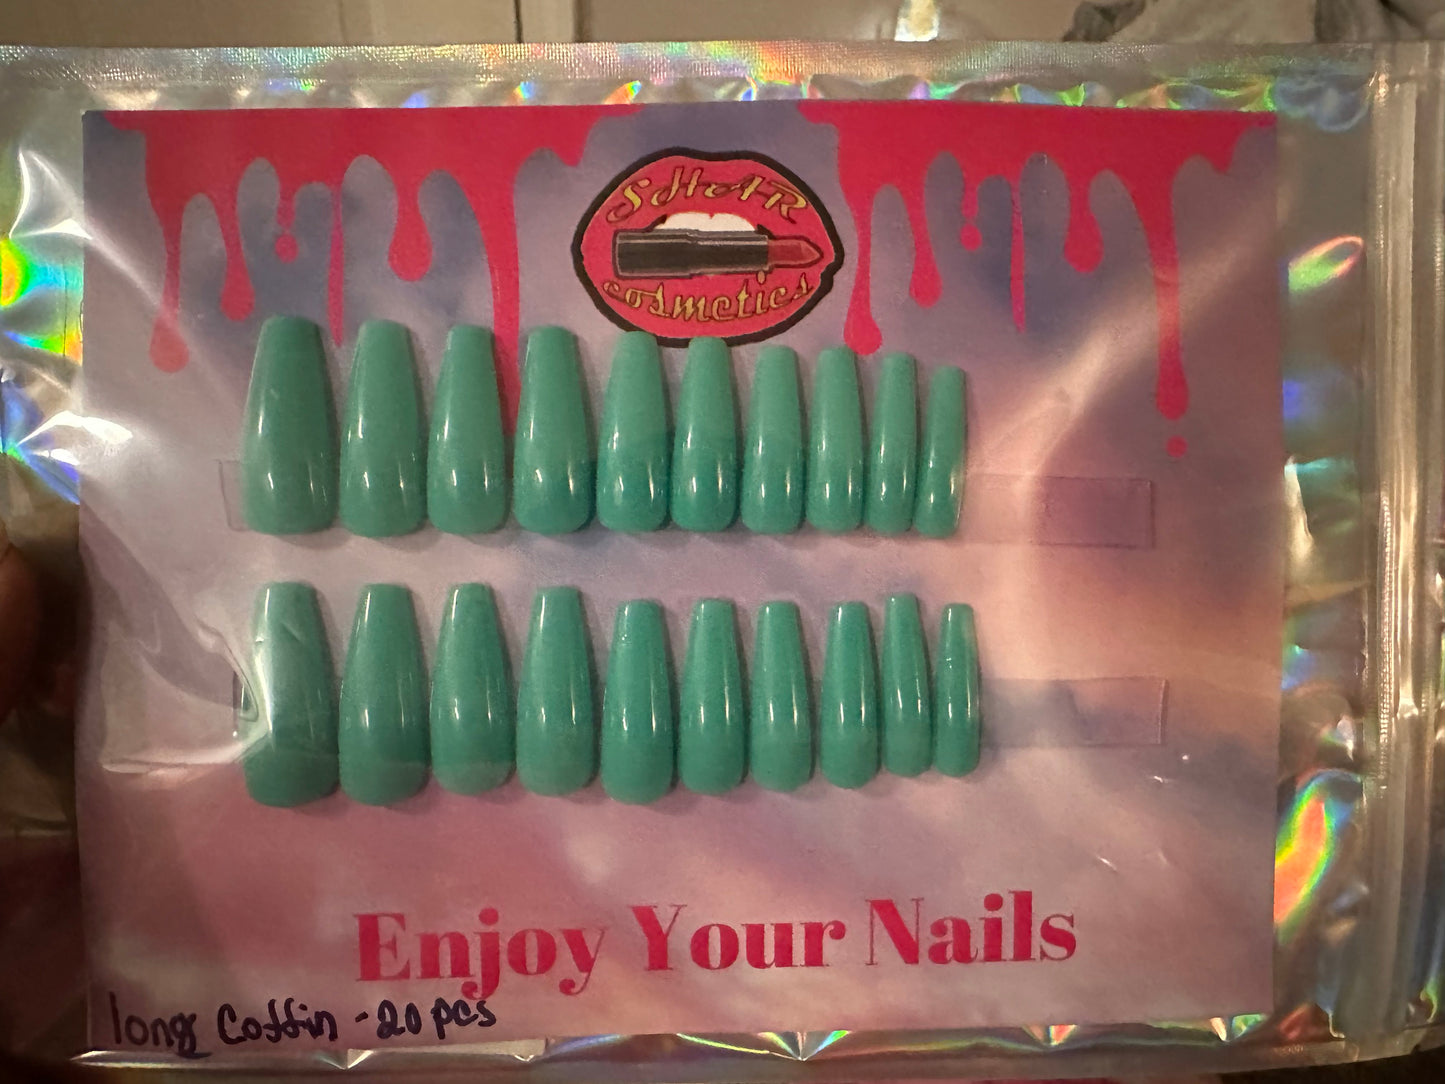 SHAR
cosmetics
Enjoy Your Nails
long Coffin - 20 pcs